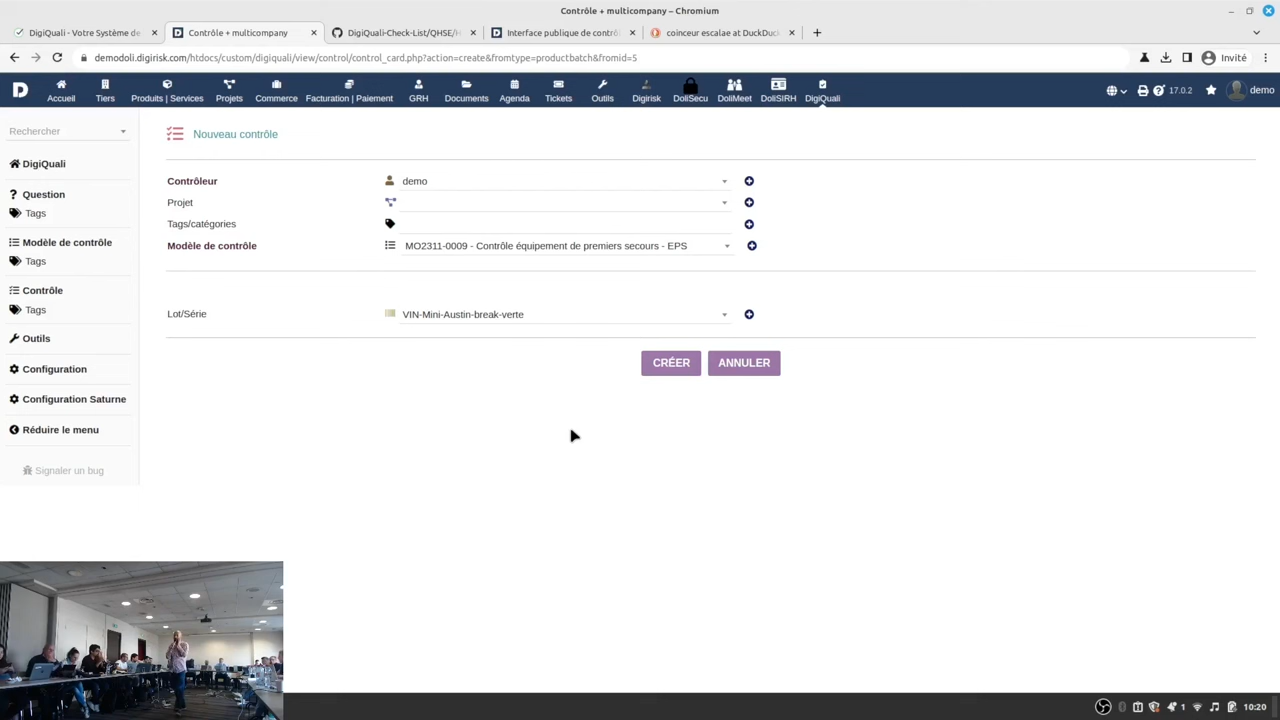 Contrôle + multicompany – Chromium
DigiQuali - Votre Système de
Contrôle + multicompany
DigiQuali-Check-List/QHSE/H
Interface publique de contrôl
coinceur escalae at DuckDuck
demodoli.digirisk.com/htdocs/custom/digiquali/view/control/control_card.php?action=create&fromtype=productbatch&fromid=5
Invité
Accueil
Tiers
Produits | Services
Projets
Commerce
Facturation | Paiement
GRH
Documents
Agenda
Tickets
Outils
Digirisk
DoliSecu
DoliMeet
DoliSIRH
DigiQuali
17.0.2
demo
Rechercher
DigiQuali
Question
Tags
Modèle de contrôle
Tags
Contrôle
Tags
Outils
Configuration
Configuration Saturne
Réduire le menu
Signaler un bug
Nouveau contrôle
Contrôleur
demo
Projet
Tags/catégories
Modèle de contrôle
MO2311-0009 - Contrôle équipement de premiers secours - EPS
Lot/Série
VIN-Mini-Austin-break-verte
CRÉER
ANNULER
1
10:20